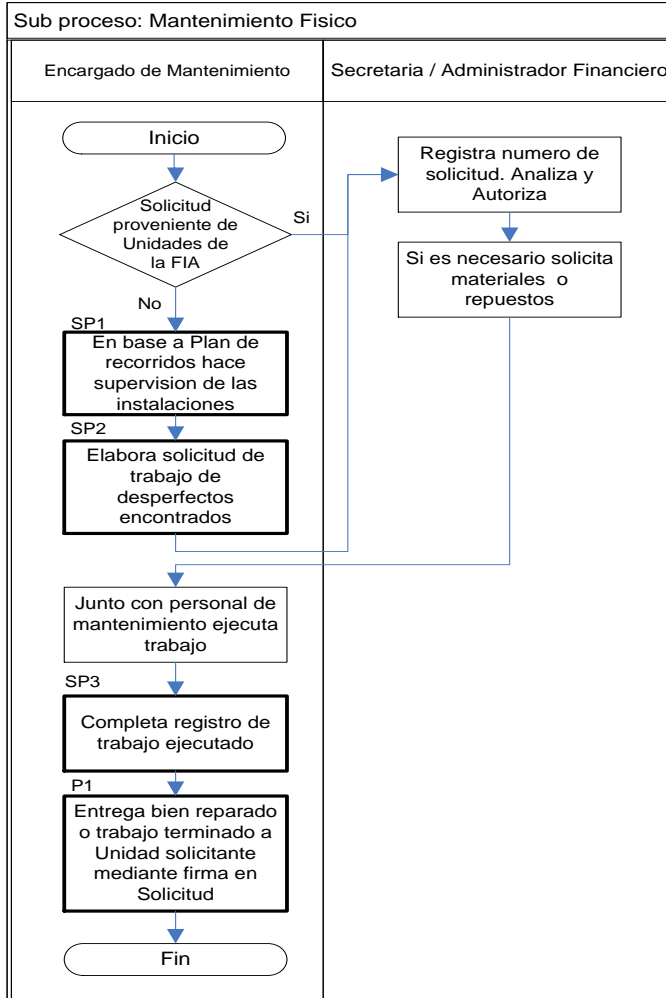 Sub proceso: Mantenimiento Fisico
Encargado de Mantenimiento
Secretaria / Administrador Financiero
Inicio
Solicitud
proveniente de
Unidades de
la FIA
Si
No
Registra numero de
solicitud. Analiza y
Autoriza
Si es necesario solicita
materiales o
repuestos
SP1
En base a Plan de
recorridos hace
supervision de las
instalaciones
SP2
Elabora solicitud de
trabajo de
desperfectos
encontrados
Junto con personal de
mantenimiento ejecuta
trabajo
SP3
Completa registro de
trabajo ejecutado
P1
Entrega bien reparado
o trabajo terminado a
Unidad solicitante
mediante firma en
Solicitud
Fin